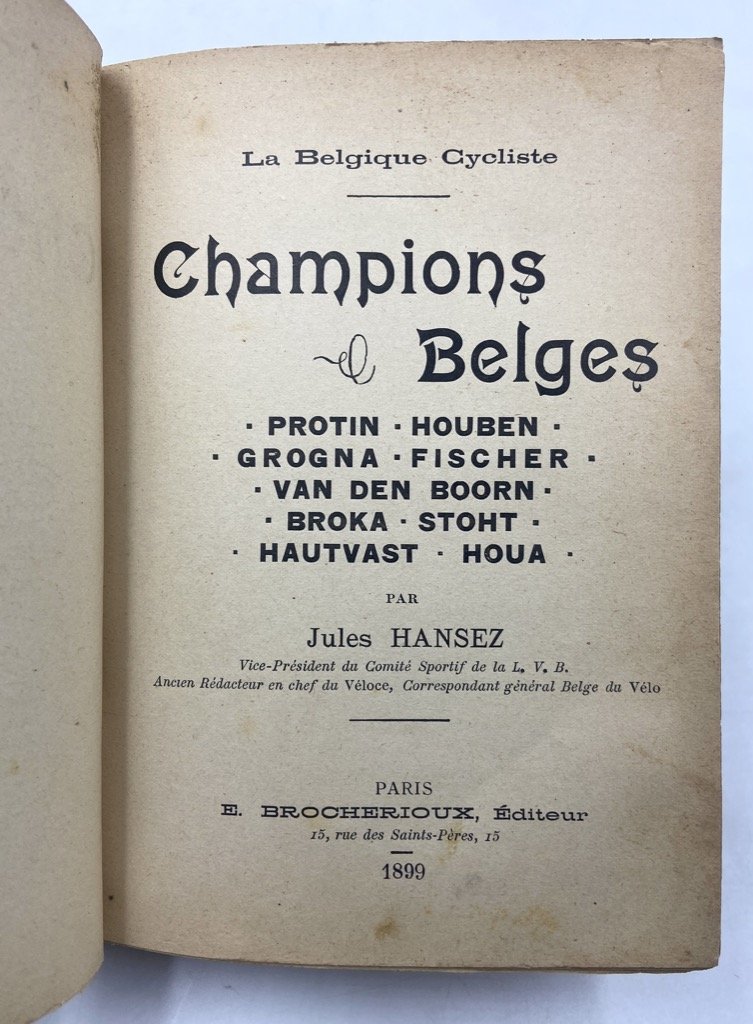 La Belgique Cycliste
Champions
Belges
· PROTIN · HOUBEN ·
· GROGNA · FISCHER ·
· VAN DEN BOORN ·
· BROKA · STOHT ·
· HAUTVAST · HOUA ·
PAR
Jules HANSEZ
Vice-Président du Comité Sportif de la L. V. B.
Ancien Rédacteur en chef du Véloce, Correspondant général Belge du Vélo
PARIS
E. BROCHERIOUX, Éditeur
15, rue des Saints-Pères, 15
1899